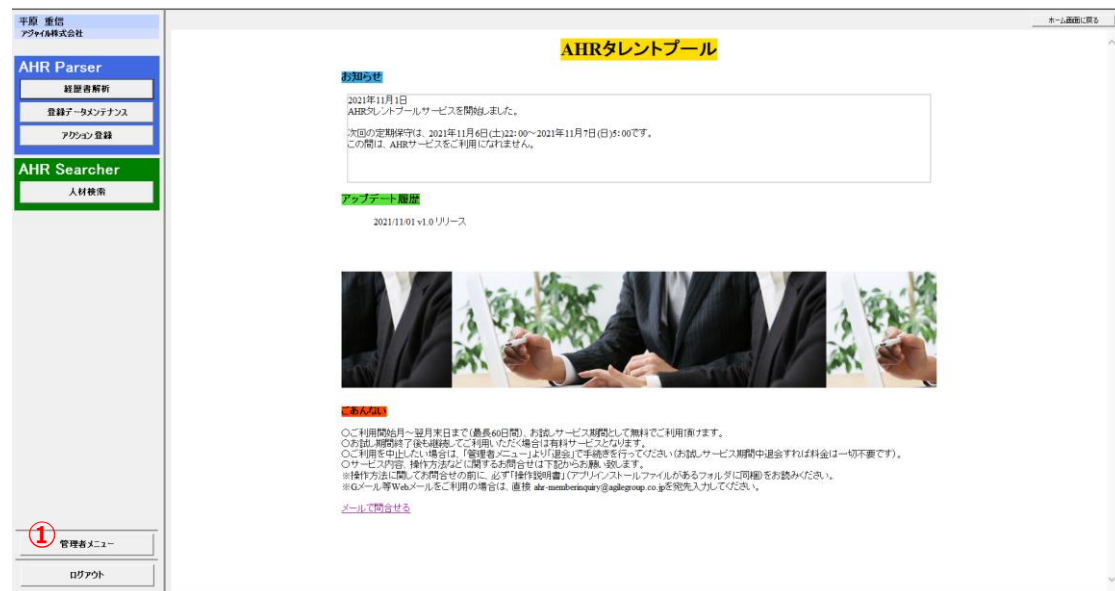 平原 重信
アジャイル株式会社
ホーム画面に戻る
AHR Parser
経歴書解析
登録データメンテナンス
アクション登録
AHR Searcher
人材検索
①
管理者メニュー
ログアウト
AHRタレントプール
お知らせ
2021年11月1日
AHRタレントプールサービスを開始しました。
次回の定期保守は、2021年11月6日(土)22:00～2021年11月7日(日)5:00です。
この間は、AHRサービスをご利用になれません。
アップデート履歴
2021/11/01 v1.0 リリース
ごあんない
○ご利用開始月～翌月末日まで(最長60日間)、お試しサービス期間として無料でご利用頂けます。
○お試し期間終了後も継続してご利用いただく場合は有料サービスとなります。
○ご利用を中止したい場合は、「管理者メニュー」より「退会」で手続きを行ってください(お試しサービス期間中退会すれば料金は一切不要です)。
○サービス内容、操作方法などに関するお問合せは下記からお願い致します。
※操作方法に関してお問合せの前に、必ず「操作説明書」(アプリインストールファイルがあるフォルダに同梱)をお読みください。
※Gメール等Webメールをご利用の場合は、直接 ahr-memberinquiry@agilegroup.co.jpを宛先入力してください。
メールで問合せる